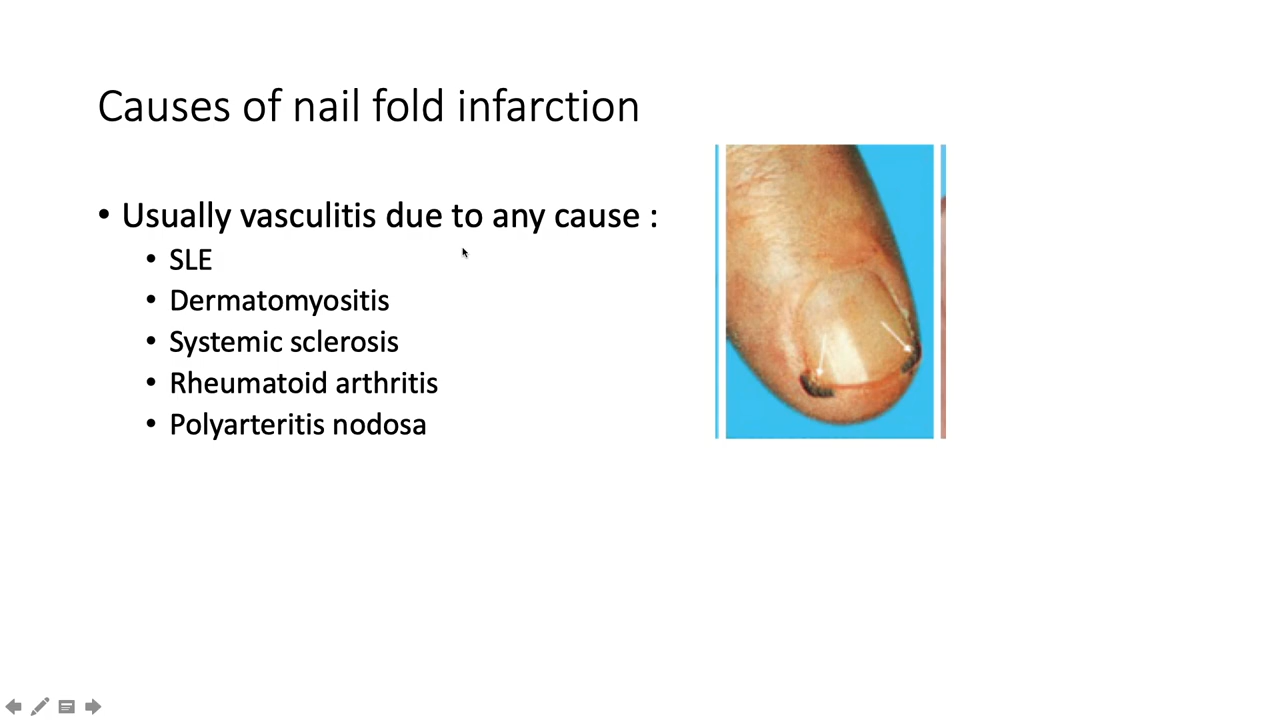 Causes of nail fold infarction
• Usually vasculitis due to any cause :
• SLE
• Dermatomyositis
• Systemic sclerosis
• Rheumatoid arthritis
• Polyarteritis nodosa